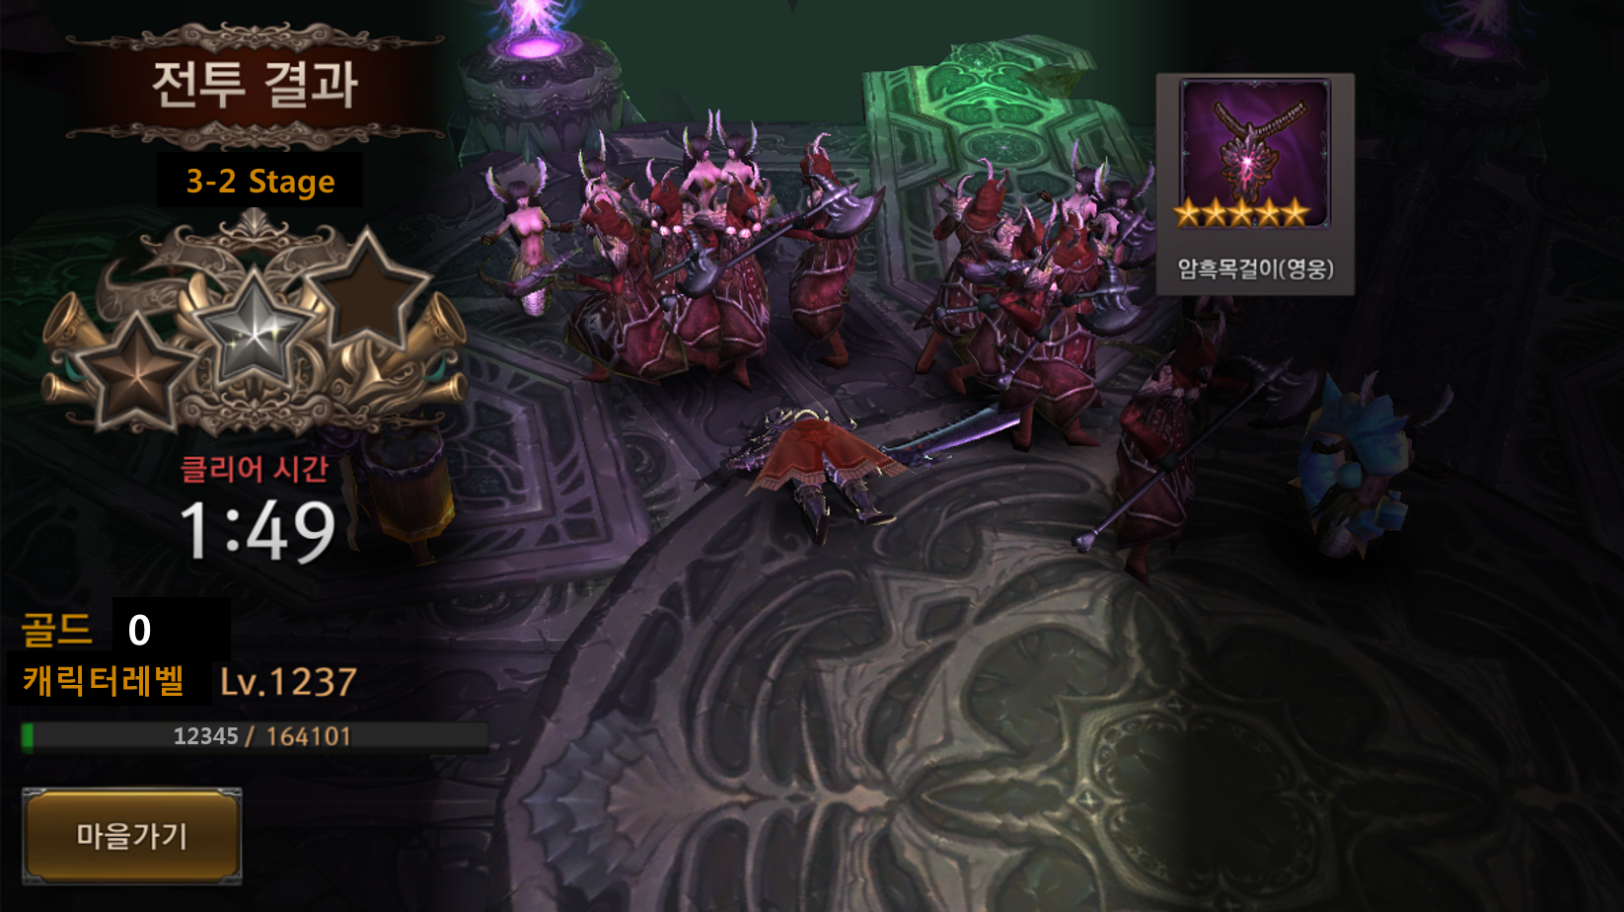 전투 결과
3-2 Stage
암흑목걸이(영웅)
클리어 시간
1:49
골드 0
캐릭터레벨 Lv.1237
12345 / 164101
마을가기